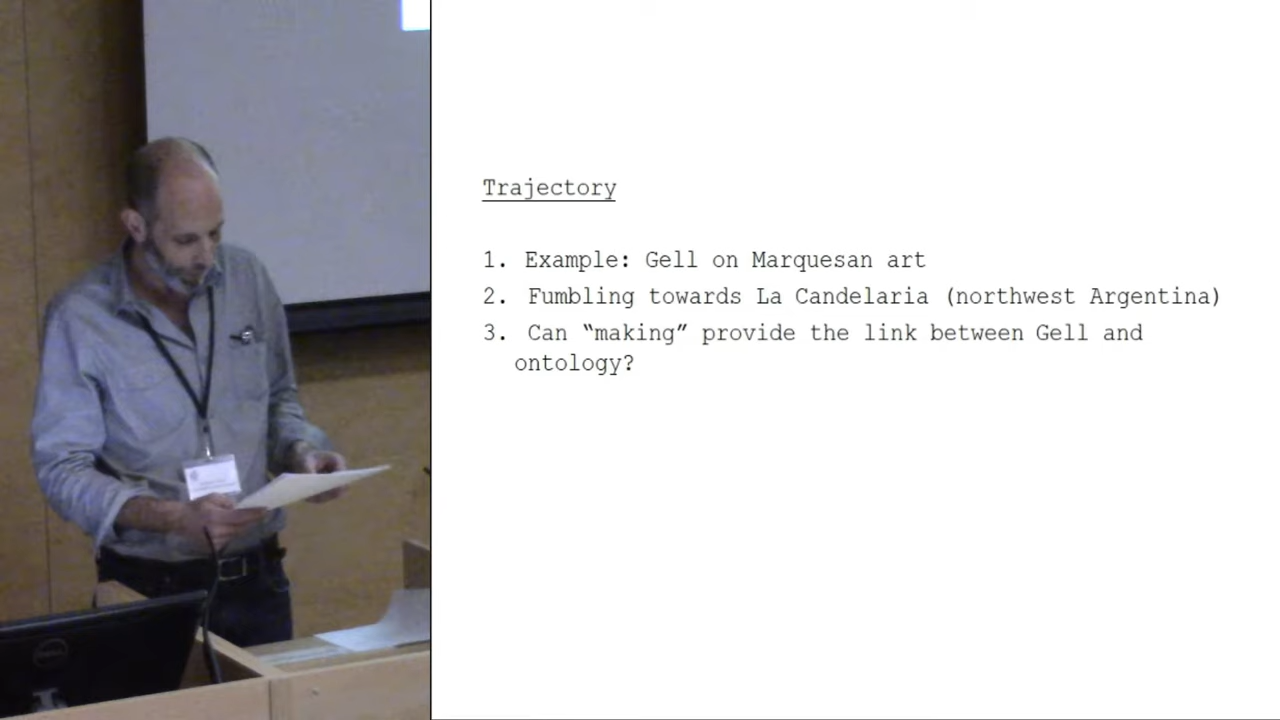 Trajectory
1. Example: Gell on Marquesan art
2. Fumbling towards La Candelaria (northwest Argentina)
3. Can “making” provide the link between Gell and
ontology?
DELL